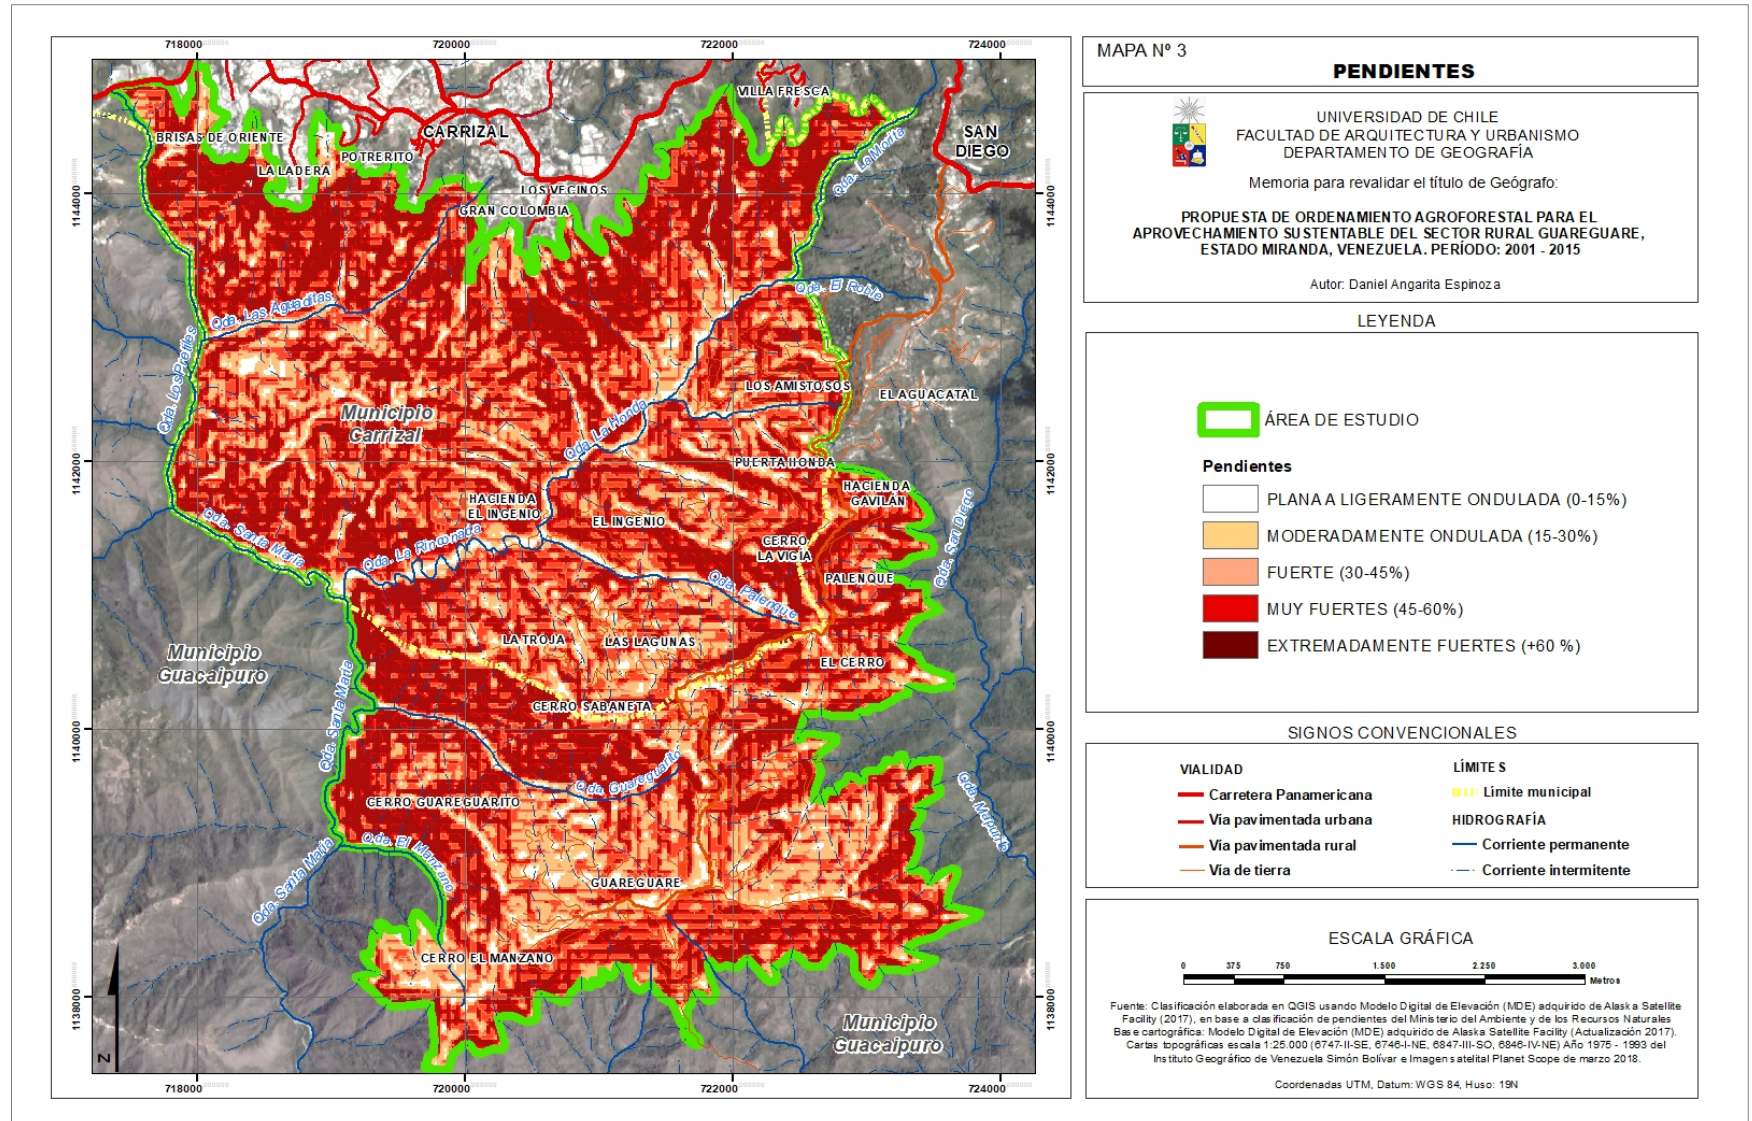 718000
720000
722000
724000
MAPA Nº 3
PENDIENTES
UNIVERSIDAD DE CHILE
FACULTAD DE ARQUITECTURA Y URBANISMO
DEPARTAMENTO DE GEOGRAFÍA
Memoria para revalidar el título de Geógrafo:
PROPUESTA DE ORDENAMIENTO AGROFORESTAL PARA EL
APROVECHAMIENTO SUSTENTABLE DEL SECTOR RURAL GUAREGUARE,
ESTADO MIRANDA, VENEZUELA. PERÍODO: 2001 - 2015
Autor: Daniel Angarita Espinoza
LEYENDA
ÁREA DE ESTUDIO
Pendientes
PLANA A LIGERAMENTE ONDULADA (0-15%)
MODERADAMENTE ONDULADA (15-30%)
FUERTE (30-45%)
MUY FUERTES (45-60%)
EXTREMADAMENTE FUERTES (+60 %)
SIGNOS CONVENCIONALES
VIALIDAD
Carretera Panamericana
Vía pavimentada urbana
Vía pavimentada rural
Vía de tierra
LÍMITES
Límite municipal
HIDROGRAFÍA
Corriente permanente
Corriente intermitente
ESCALA GRÁFICA
0 375 750 1.500 2.250 3.000
Metros
Fuente: Clasificación elaborada en QGIS usando Modelo Digital de Elevación (MDE) adquirido de Alaska Satellite
Facility (2017), en base a clasificación de pendientes del Ministerio del Ambiente y de los Recursos Naturales
Base cartográfica: Modelo Digital de Elevación (MDE) adquirido de Alaska Satellite Facility (Actualización 2017).
Cartas topográficas escala 1:25.000 (6747-II-SE, 6746-I-NE, 6847-III-SO, 6846-IV-NE) Año 1975 - 1993 del
Instituto Geográfico de Venezuela Simón Bolívar e Imagen satelital Planet Scope de marzo 2018.
Coordenadas UTM, Datum: WGS 84, Huso: 19N
VILLA FRESCA
BRISAS DE ORIENTE
CARRIZAL
SAN
DIEGO
POTRERITO
LA LADERA
LOS VECINOS
GRAN COLOMBIA
Qda. La Morita
1144000
1144000
Qda. El Roble
Qda. Las Aguadilas
Qda. Los Pretiles
LOS AMISTOSOS
EL AGUACATAL
Municipio
Carrizal
Qda. La Honda
1142000
1142000
PUERTA HONDA
HACIENDA
GAVILÁN
HACIENDA
EL INGENIO
EL INGENIO
Qda. Santa María
Qda. La Rinconada
CERRO
LA VIGÍA
Qda. San Diego
Qda. Palenque
PALENQUE
LA TROJA
LAS LAGUNAS
Municipio
Guacaipuro
EL CERRO
Qda. Santa María
CERRO SABANETA
1140000
1140000
Qda. Guareguarito
CERRO GUAREGUARITO
Qda. El Manzano
Qda. Santa María
GUAREGUARE
CERRO EL MANZANO
1138000
1138000
Municipio
Guacaipuro
N
718000
720000
722000
724000